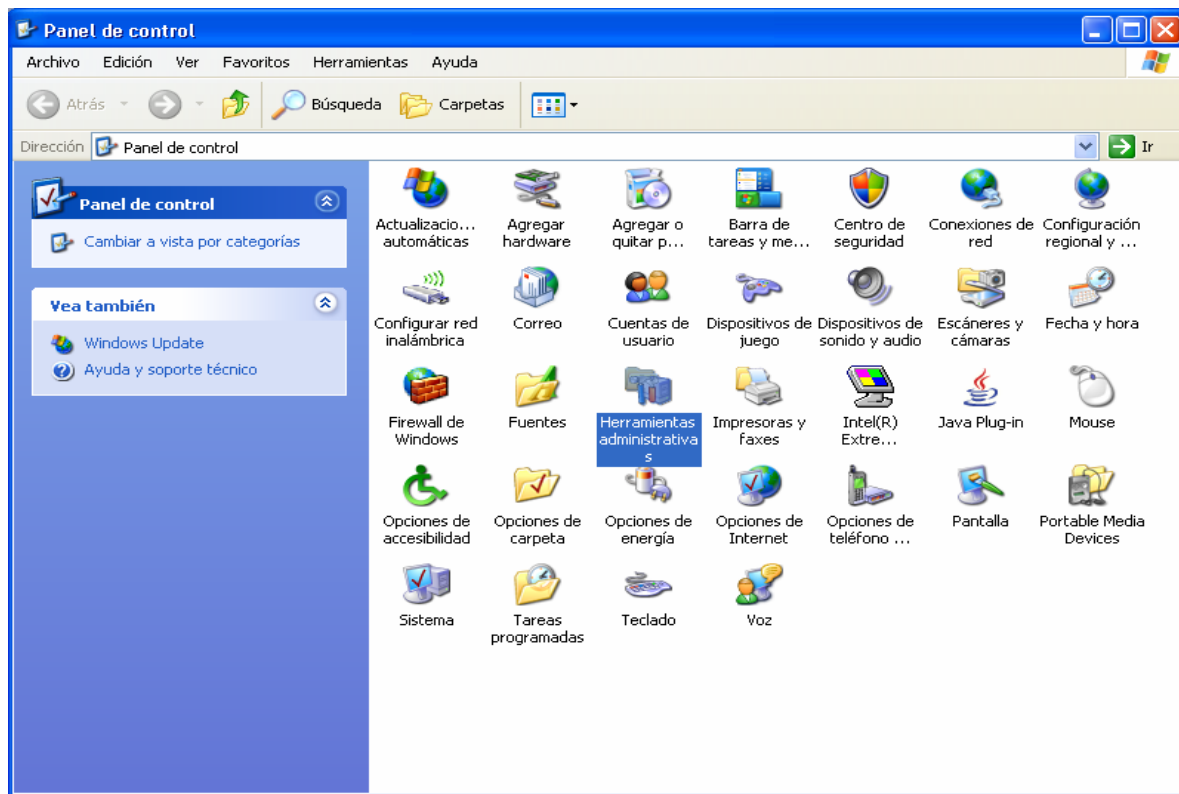 Panel de control
Archivo Edición Ver Favoritos Herramientas Ayuda
Atrás Búsqueda Carpetas
Dirección Panel de control Ir
Panel de control
Cambiar a vista por categorías
Vea también
Windows Update
Ayuda y soporte técnico
Actualizacio...
automáticas
Agregar
hardware
Agregar o
quitar p...
Barra de
tareas y me...
Centro de
seguridad
Conexiones de
red
Configuración
regional y ...
Configurar red
inalámbrica
Correo
Cuentas de
usuario
Dispositivos de
juego
Dispositivos de
sonido y audio
Escáneres y
cámaras
Fecha y hora
Firewall de
Windows
Fuentes
Herramientas
administrativa
s
Impresoras y
faxes
Intel(R)
Extre...
Java Plug-in
Mouse
Opciones de
accesibilidad
Opciones de
carpeta
Opciones de
energía
Opciones de
Internet
Opciones de
teléfono ...
Pantalla
Portable Media
Devices
Sistema
Tareas
programadas
Teclado
Voz